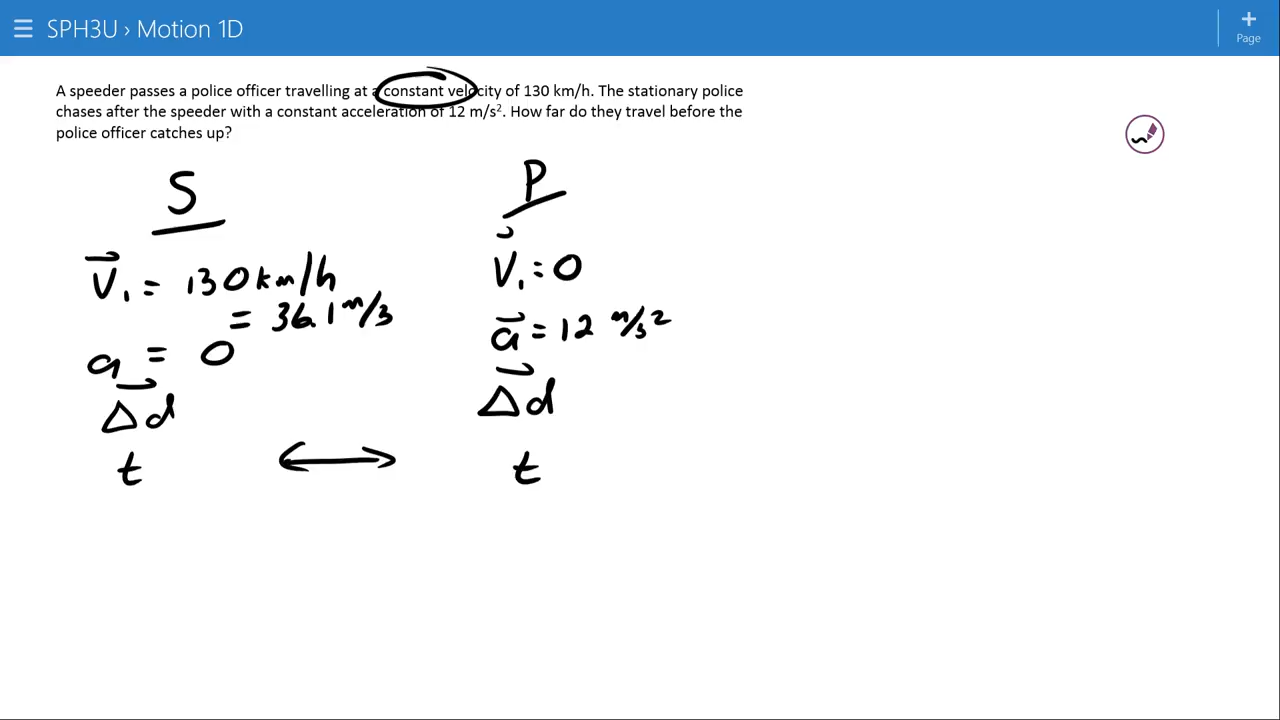 SPH3U › Motion 1D
Page
A speeder passes a police officer travelling at a constant velocity of 130 km/h. The stationary police
chases after the speeder with a constant acceleration of 12 m/s². How far do they travel before the
police officer catches up?
S
P
V₁ = 130 km/h
= 36.1 m/s
a = 0
Δd
t
V₁ = 0
a = 12 m/s²
Δd
t